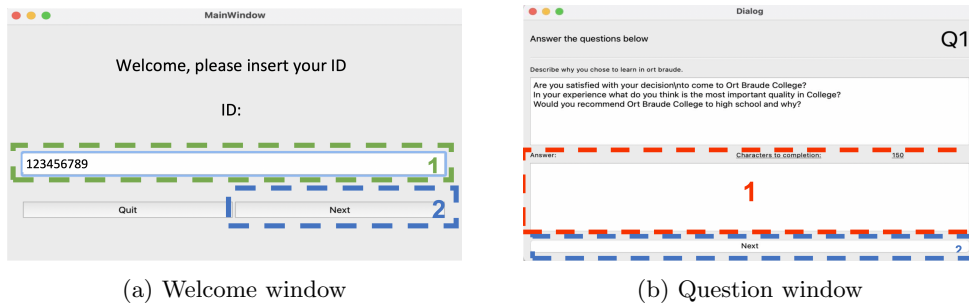 MainWindow
Welcome, please insert your ID
ID:
123456789
1
Quit
Next
2
(a) Welcome window
Dialog
Answer the questions below
Q1
Describe why you chose to learn in ort braude.
Are you satisfied with your decision\nto come to Ort Braude College?
In your experience what do you think is the most important quality in College?
Would you recommend Ort Braude College to high school and why?
Answer:
Characters to completion:
150
1
Next
2
(b) Question window